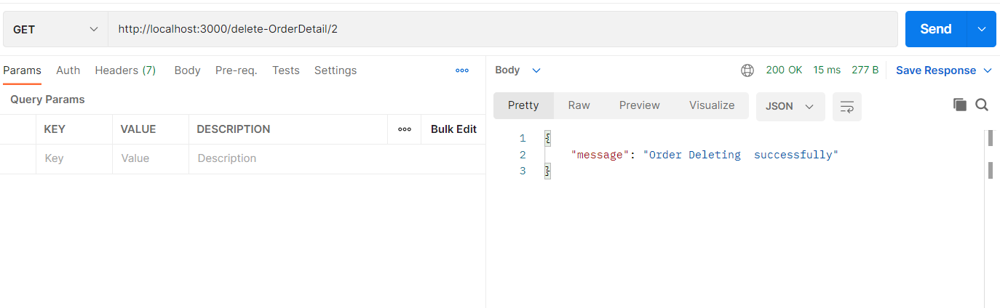 GET http://localhost:3000/delete-OrderDetail/2 Send
Params Auth Headers (7) Body Pre-req. Tests Settings
Query Params
KEY VALUE DESCRIPTION Bulk Edit
Key Value Description
Body 200 OK 15 ms 277 B Save Response
Pretty Raw Preview Visualize JSON
1 {
2 "message": "Order Deleting  successfully"
3 }